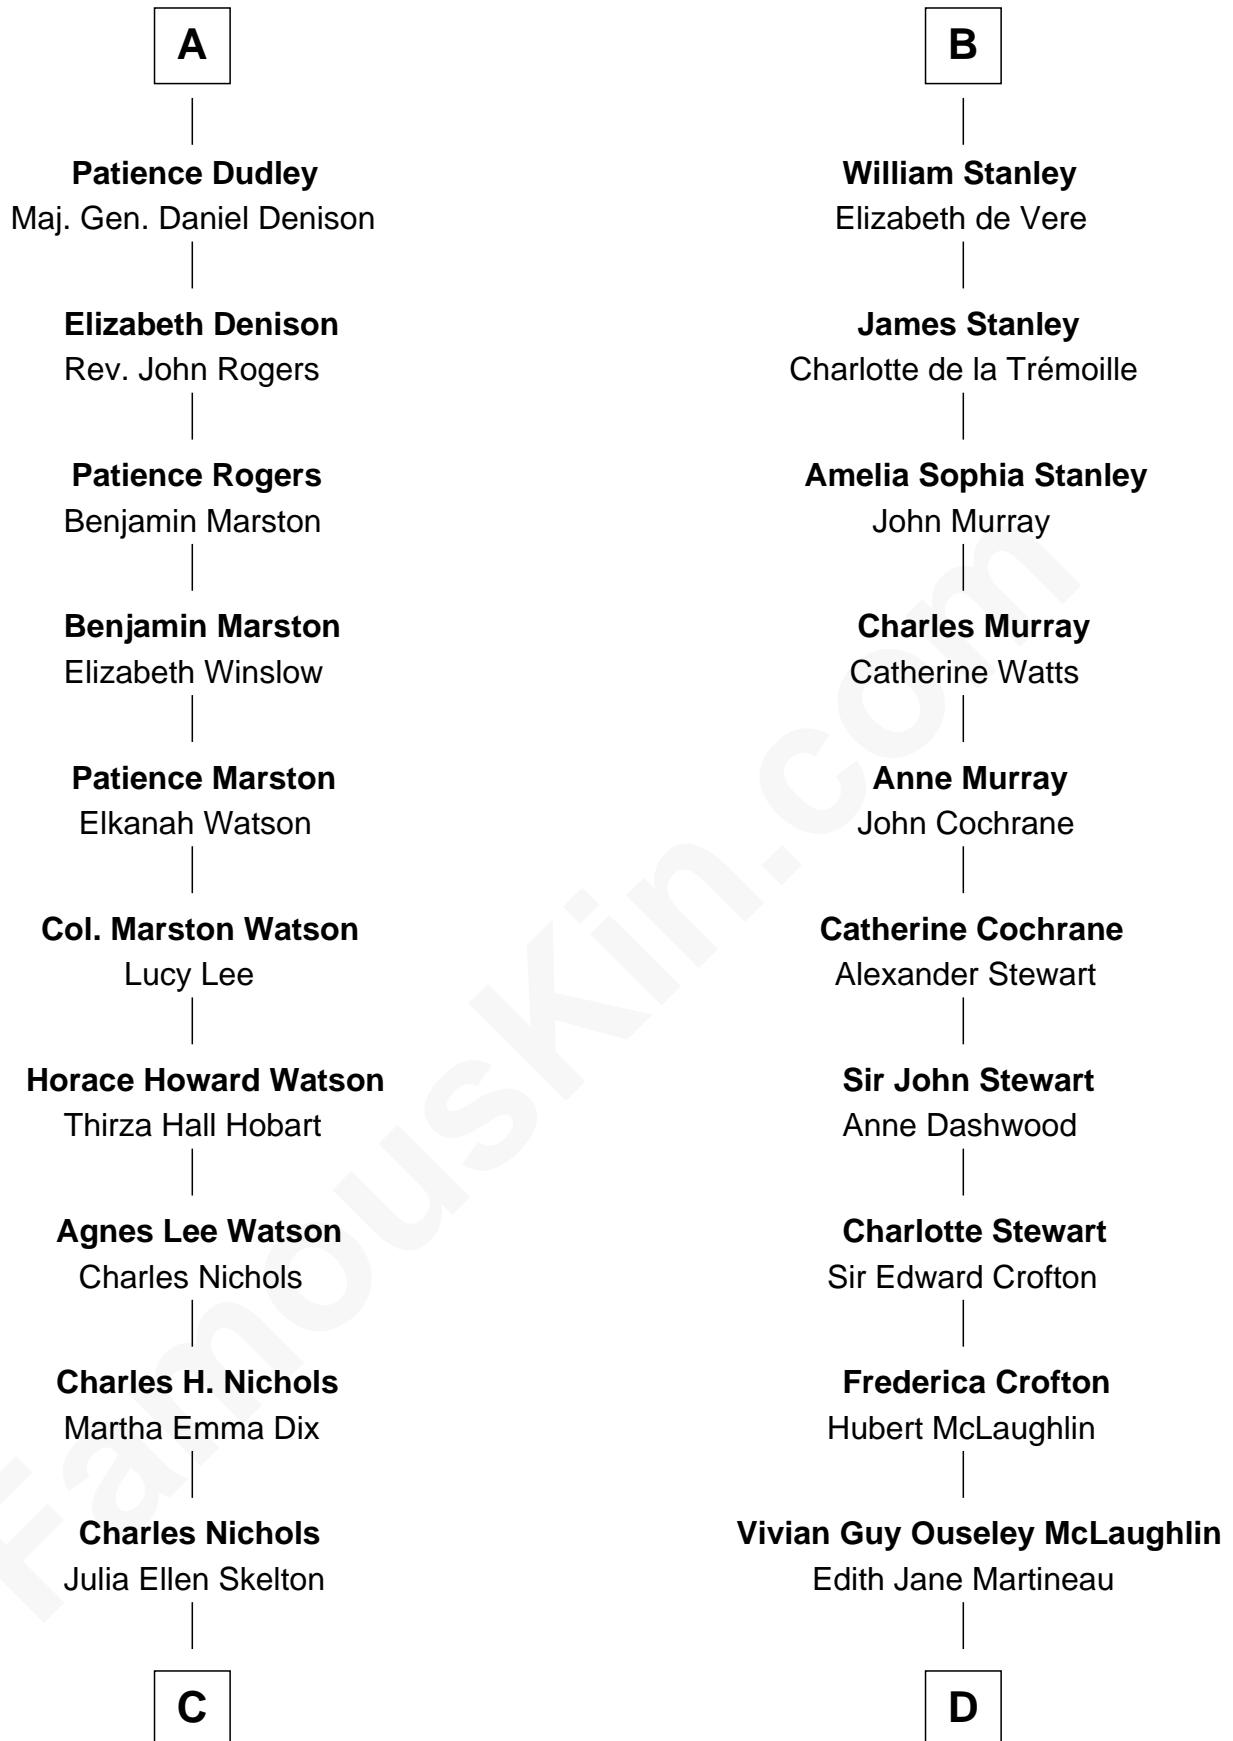 A
Patience Dudley
Maj. Gen. Daniel Denison
Elizabeth Denison
Rev. John Rogers
Patience Rogers
Benjamin Marston
Benjamin Marston
Elizabeth Winslow
Patience Marston
Elkanah Watson
Col. Marston Watson
Lucy Lee
Horace Howard Watson
Thirza Hall Hobart
Agnes Lee Watson
Charles Nichols
Charles H. Nichols
Martha Emma Dix
Charles Nichols
Julia Ellen Skelton
C
B
William Stanley
Elizabeth de Vere
James Stanley
Charlotte de la Trémoille
Amelia Sophia Stanley
John Murray
Charles Murray
Catherine Watts
Anne Murray
John Cochrane
Catherine Cochrane
Alexander Stewart
Sir John Stewart
Anne Dashwood
Charlotte Stewart
Sir Edward Crofton
Frederica Crofton
Hubert McLaughlin
Vivian Guy Ouseley McLaughlin
Edith Jane Martineau
D
FamousKin.com